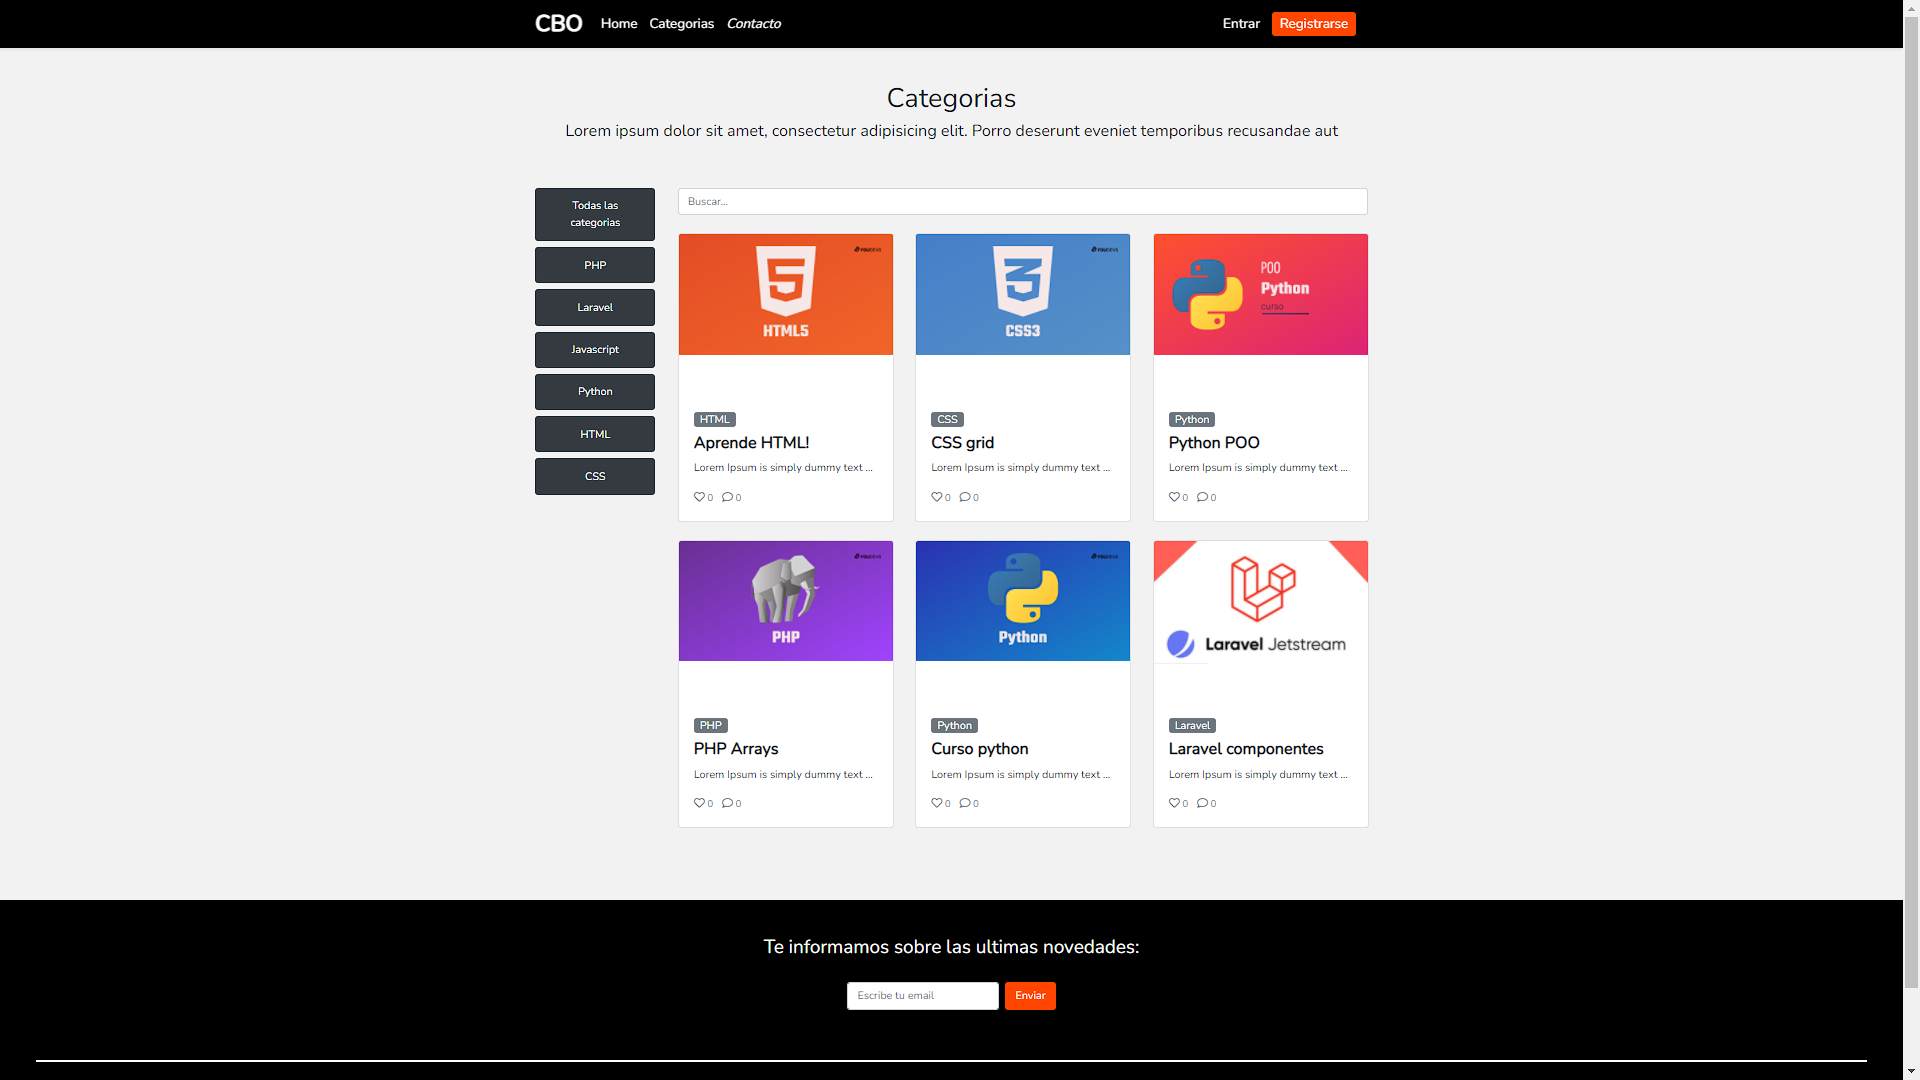 CBO Home Categorias Contacto Entrar Registrarse
Categorias
Lorem ipsum dolor sit amet, consectetur adipisicing elit. Porro deserunt eveniet temporibus recusandae aut
Todas las
categorias
PHP
Laravel
Javascript
Python
HTML
CSS
Buscar...
YOUDEVS
5
HTML5
HTML
Aprende HTML!
Lorem Ipsum is simply dummy text ...
0 0
YOUDEVS
3
CSS3
CSS
CSS grid
Lorem Ipsum is simply dummy text ...
0 0
POO
Python
curso
Python
Python POO
Lorem Ipsum is simply dummy text ...
0 0
YOUDEVS
PHP
PHP
PHP Arrays
Lorem Ipsum is simply dummy text ...
0 0
YOUDEVS
Python
Python
Curso python
Lorem Ipsum is simply dummy text ...
0 0
Laravel Jetstream
Laravel
Laravel componentes
Lorem Ipsum is simply dummy text ...
0 0
Te informamos sobre las ultimas novedades:
Escribe tu email Enviar